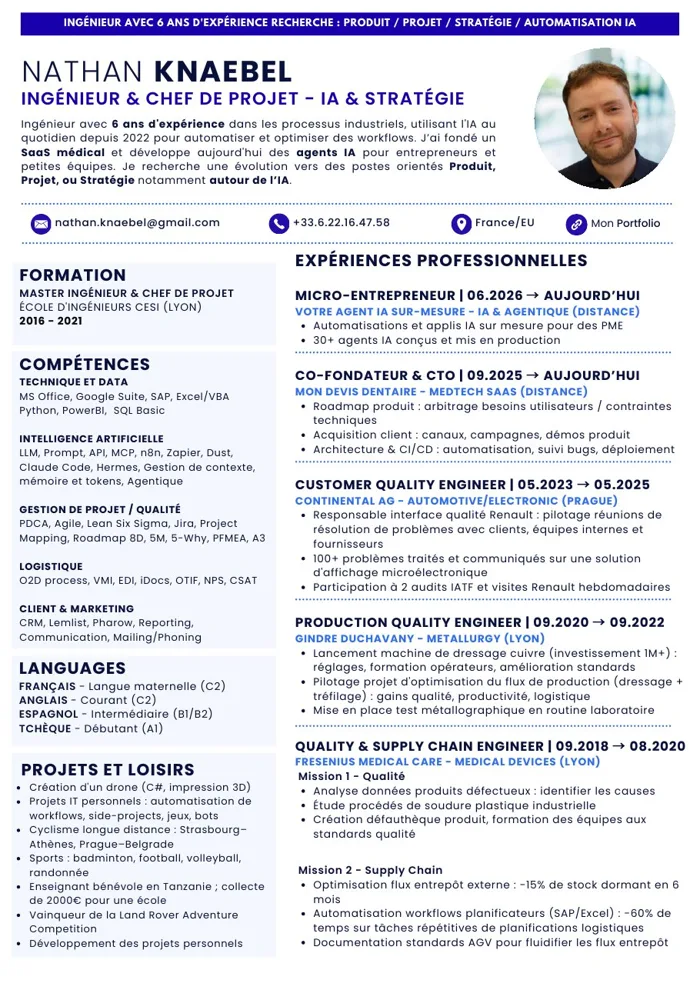 INGÉNIEUR AVEC 6 ANS D'EXPÉRIENCE RECHERCHE : PRODUIT / PROJET / STRATÉGIE / AUTOMATISATION IA
NATHAN KNAEBEL
INGÉNIEUR & CHEF DE PROJET - IA & STRATÉGIE
Ingénieur avec 6 ans d'expérience dans les processus industriels, utilisant l'IA au
quotidien depuis 2022 pour automatiser et optimiser des workflows. J'ai fondé un
SaaS médical et développe aujourd'hui des agents IA pour entrepreneurs et
petites équipes. Je recherche une évolution vers des postes orientés Produit,
Projet, ou Stratégie notamment autour de l'IA.
nathan.knaebel@gmail.com
+33.6.22.16.47.58
France/EU
Mon Portfolio
FORMATION
MASTER INGÉNIEUR & CHEF DE PROJET
ÉCOLE D'INGÉNIEURS CESI (LYON)
2016 - 2021
COMPÉTENCES
TECHNIQUE ET DATA
MS Office, Google Suite, SAP, Excel/VBA
Python, PowerBI, SQL Basic
INTELLIGENCE ARTIFICIELLE
LLM, Prompt, API, MCP, n8n, Zapier, Dust,
Claude Code, Hermes, Gestion de contexte,
mémoire et tokens, Agentique
GESTION DE PROJET / QUALITÉ
PDCA, Agile, Lean Six Sigma, Jira, Project
Mapping, Roadmap 8D, 5M, 5-Why, PFMEA, A3
LOGISTIQUE
O2D process, VMI, EDI, iDocs, OTIF, NPS, CSAT
CLIENT & MARKETING
CRM, Lemlist, Pharow, Reporting,
Communication, Mailing/Phoning
LANGUAGES
FRANÇAIS - Langue maternelle (C2)
ANGLAIS - Courant (C2)
ESPAGNOL - Intermédiaire (B1/B2)
TCHÈQUE - Débutant (A1)
PROJETS ET LOISIRS
• Création d'un drone (C#, impression 3D)
• Projets IT personnels : automatisation de
workflows, side-projects, jeux, bots
• Cyclisme longue distance : Strasbourg–
Athènes, Prague–Belgrade
• Sports : badminton, football, volleyball,
randonnée
• Enseignant bénévole en Tanzanie ; collecte
de 2000€ pour une école
• Vainqueur de la Land Rover Adventure
Competition
• Développement des projets personnels
EXPÉRIENCES PROFESSIONNELLES
MICRO-ENTREPRENEUR | 06.2026 → AUJOURD'HUI
VOTRE AGENT IA SUR-MESURE - IA & AGENTIQUE (DISTANCE)
• Automatisations et applis IA sur mesure pour des PME
• 30+ agents IA conçus et mis en production
CO-FONDATEUR & CTO | 09.2025 → AUJOURD'HUI
MON DEVIS DENTAIRE - MEDTECH SAAS (DISTANCE)
• Roadmap produit : arbitrage besoins utilisateurs / contraintes
techniques
• Acquisition client : canaux, campagnes, démos produit
• Architecture & CI/CD : automatisation, suivi bugs, déploiement
CUSTOMER QUALITY ENGINEER | 05.2023 → 05.2025
CONTINENTAL AG - AUTOMOTIVE/ELECTRONIC (PRAGUE)
• Responsable interface qualité Renault : pilotage réunions de
résolution de problèmes avec clients, équipes internes et
fournisseurs
• 100+ problèmes traités et communiqués sur une solution
d'affichage microélectronique
• Participation à 2 audits IATF et visites Renault hebdomadaires
PRODUCTION QUALITY ENGINEER | 09.2020 → 09.2022
GINDRE DUCHAVANY - METALLURGY (LYON)
• Lancement machine de dressage cuivre (investissement 1M+) :
réglages, formation opérateurs, amélioration standards
• Pilotage projet d'optimisation du flux de production (dressage +
tréfilage) : gains qualité, productivité, logistique
• Mise en place test métallographique en routine laboratoire
QUALITY & SUPPLY CHAIN ENGINEER | 09.2018 → 08.2020
FRESENIUS MEDICAL CARE - MEDICAL DEVICES (LYON)
Mission 1 - Qualité
• Analyse données produits défectueux : identifier les causes
• Étude procédés de soudure plastique industrielle
• Création défauthèque produit, formation des équipes aux
standards qualité
Mission 2 - Supply Chain
• Optimisation flux entrepôt externe : -15% de stock dormant en 6
mois
• Automatisation workflows planificateurs (SAP/Excel) : -60% de
temps sur tâches répétitives de planifications logistiques
• Documentation standards AGV pour fluidifier les flux entrepôt